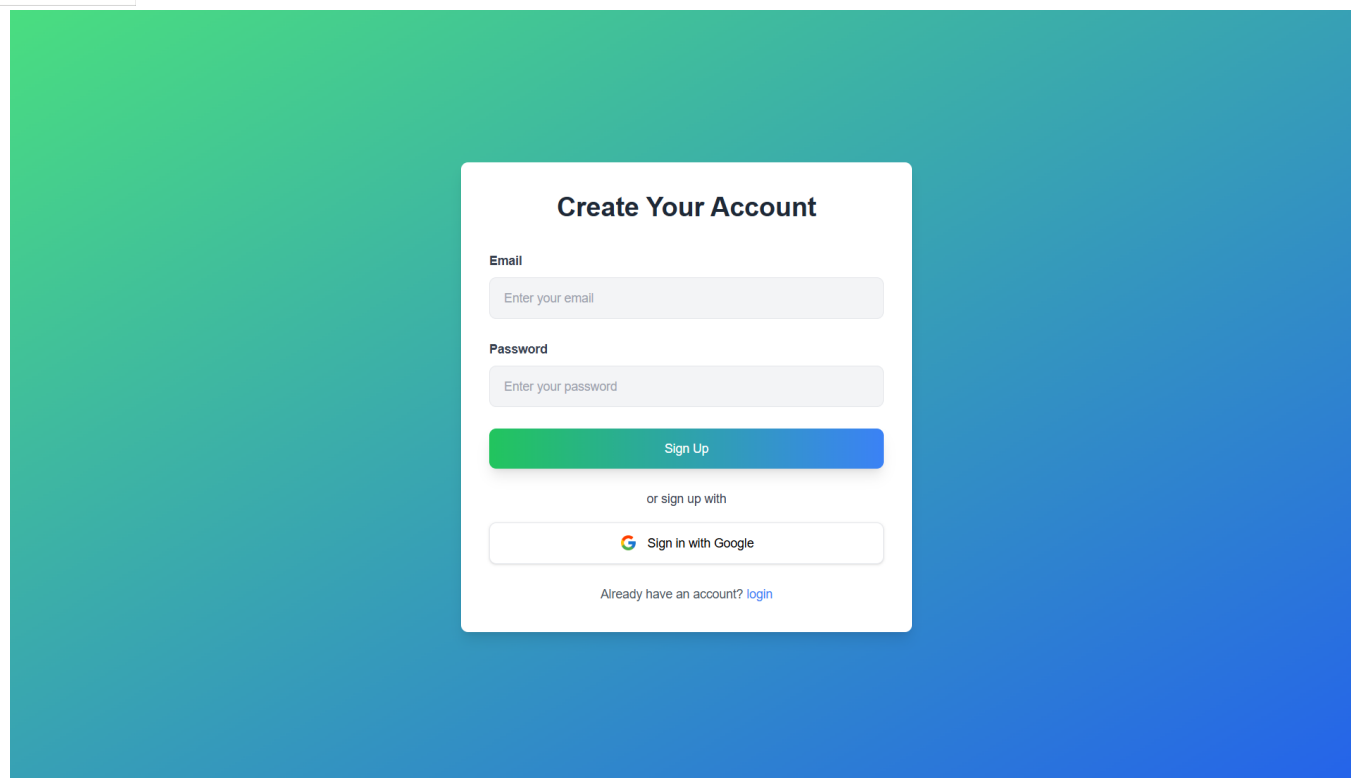 Create Your Account
Email
Enter your email
Password
Enter your password
Sign Up
or sign up with
Sign in with Google
Already have an account? login